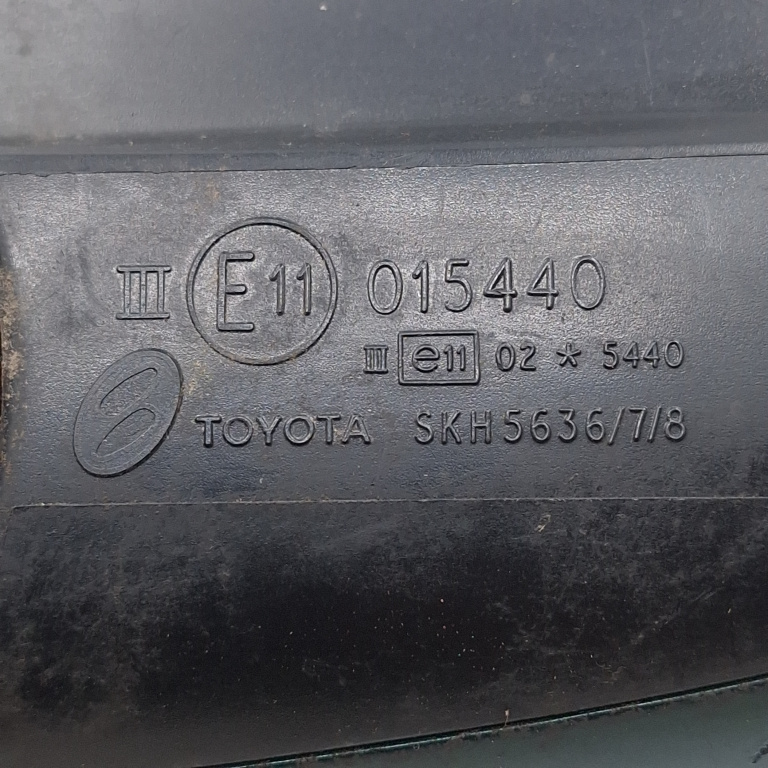 III E11 015440
III e11 02 * 5440
TOYOTA SKH5636/7/8